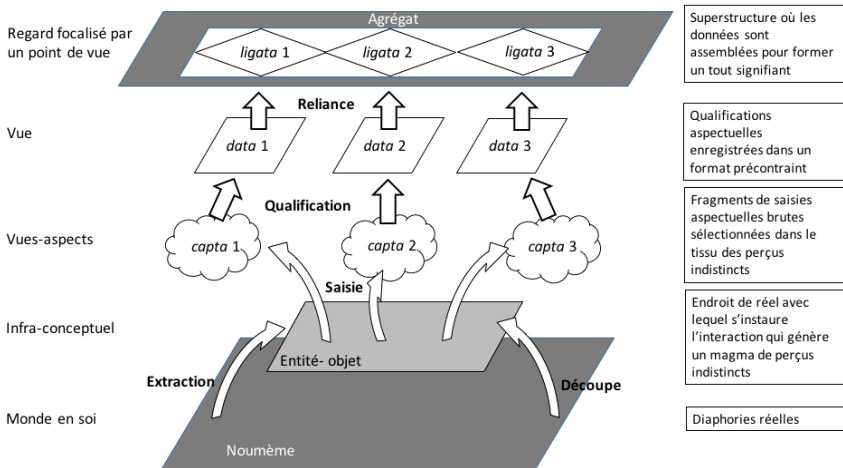 Regard focalisé par
un point de vue
Agrégat
ligata 1
ligata 2
ligata 3
Superstructure où les
données sont
assemblées pour former
un tout signifiant
Reliance
Vue
data 1
data 2
data 3
Qualifications
aspectuelles
enregistrées dans un
format précontraint
Qualification
Vues-aspects
capta 1
capta 2
capta 3
Fragments de saisies
aspectuelles brutes
sélectionnées dans le
tissu des perçus
indistincts
Saisie
Infra-conceptuel
Entité- objet
Endroit de réel avec
lequel s’instaure
l’interaction qui génère
un magma de perçus
indistincts
Extraction
Découpe
Monde en soi
Noumème
Diaphories réelles